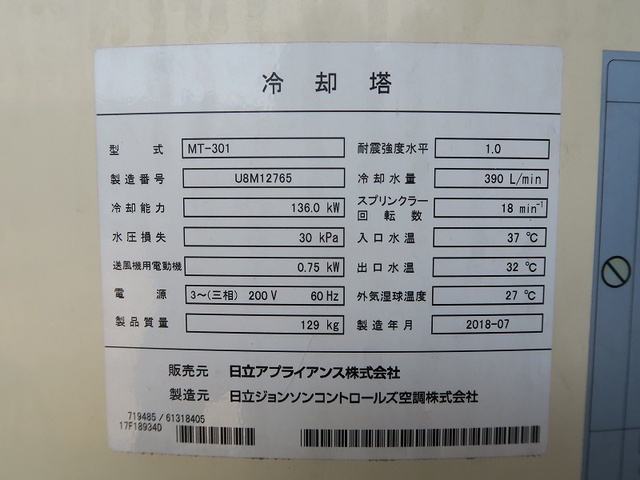 冷却塔
型式 MT-301 耐震強度水平 1.0
製造番号 U8M12765 冷却水量 390 L/min
冷却能力 136.0 kW スプリンクラー回転数 18 min⁻¹
水圧損失 30 kPa 入口水温 37 ℃
送風機用電動機 0.75 kW 出口水温 32 ℃
電源 3～(三相) 200V 60Hz 外気湿球温度 27 ℃
製品質量 129 kg 製造年月 2018-07
販売元 日立アプライアンス株式会社
製造元 日立ジョンソンコントロールズ空調株式会社
719485 / 61318405
17F18934D